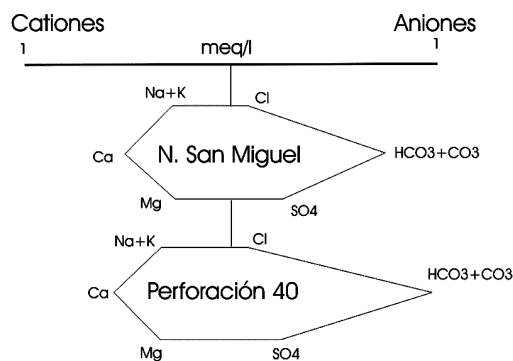 Cationes Aniones
1 meq/l 1
Na+K Cl
Ca N. San Miguel HCO3+CO3
Mg SO4
Na+K Cl
HCO3+CO3
Ca Perforación 40
Mg SO4